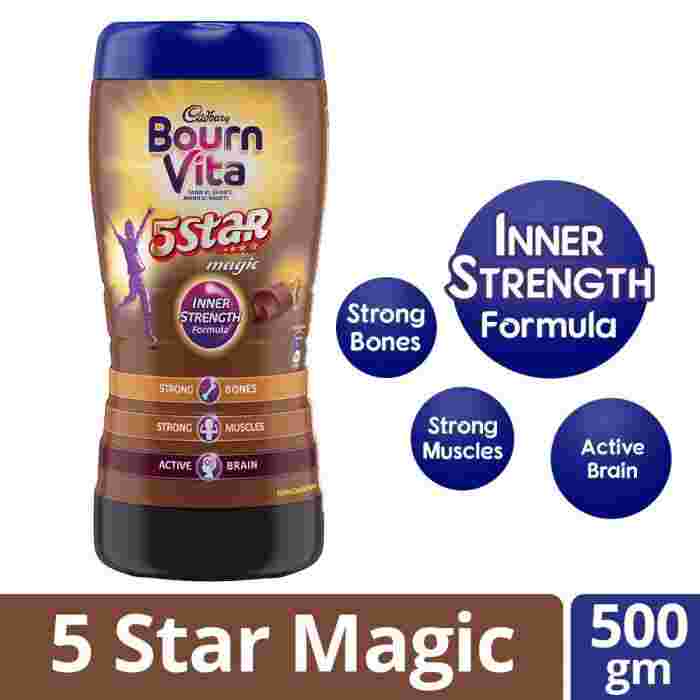 Cadbury
Bourn
Vita
5Star
magic
INNER
STRENGTH
Formula
STRONG BONES
STRONG MUSCLES
ACTIVE BRAIN
INNER
STRENGTH
Formula
Strong
Bones
Strong
Muscles
Active
Brain
5 Star Magic
500
gm